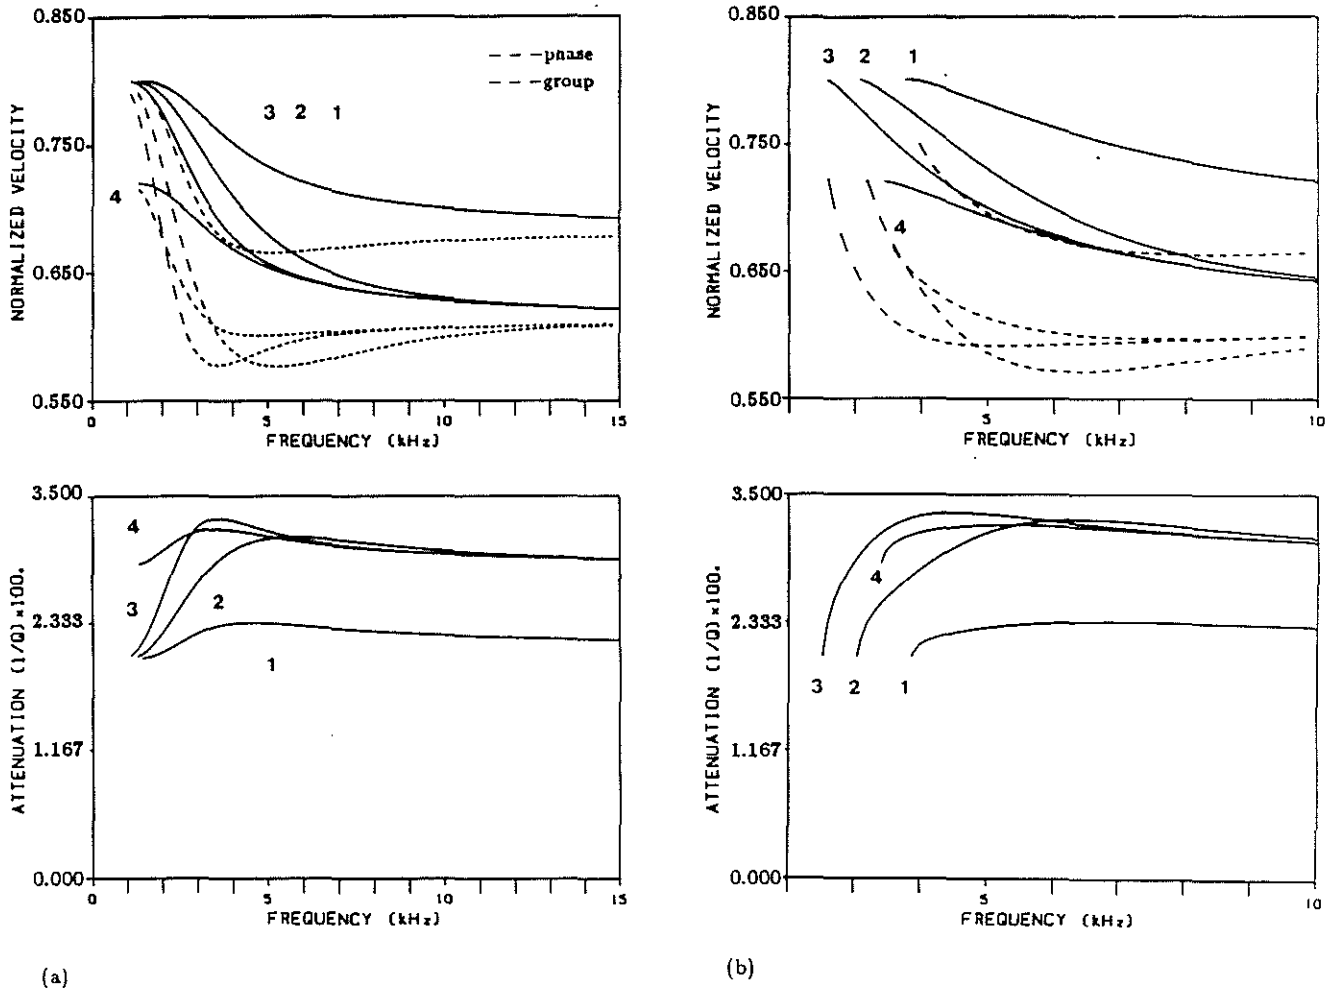 0.850
0.750
0.650
0.550
NORMALIZED VELOCITY
phase
group
3 2 1
4
0 5 10 15
FREQUENCY (kHz)
3.500
2.333
1.167
0.000
ATTENUATION (1/Q) ×100.
4
3
2
1
0 5 10 15
FREQUENCY (kHz)
(a)
0.850
0.750
0.650
0.550
NORMALIZED VELOCITY
3 2 1
4
5 10
FREQUENCY (kHz)
3.500
2.333
1.167
0.000
ATTENUATION (1/Q) ×100.
4
3 2 1
5 10
FREQUENCY (kHz)
(b)